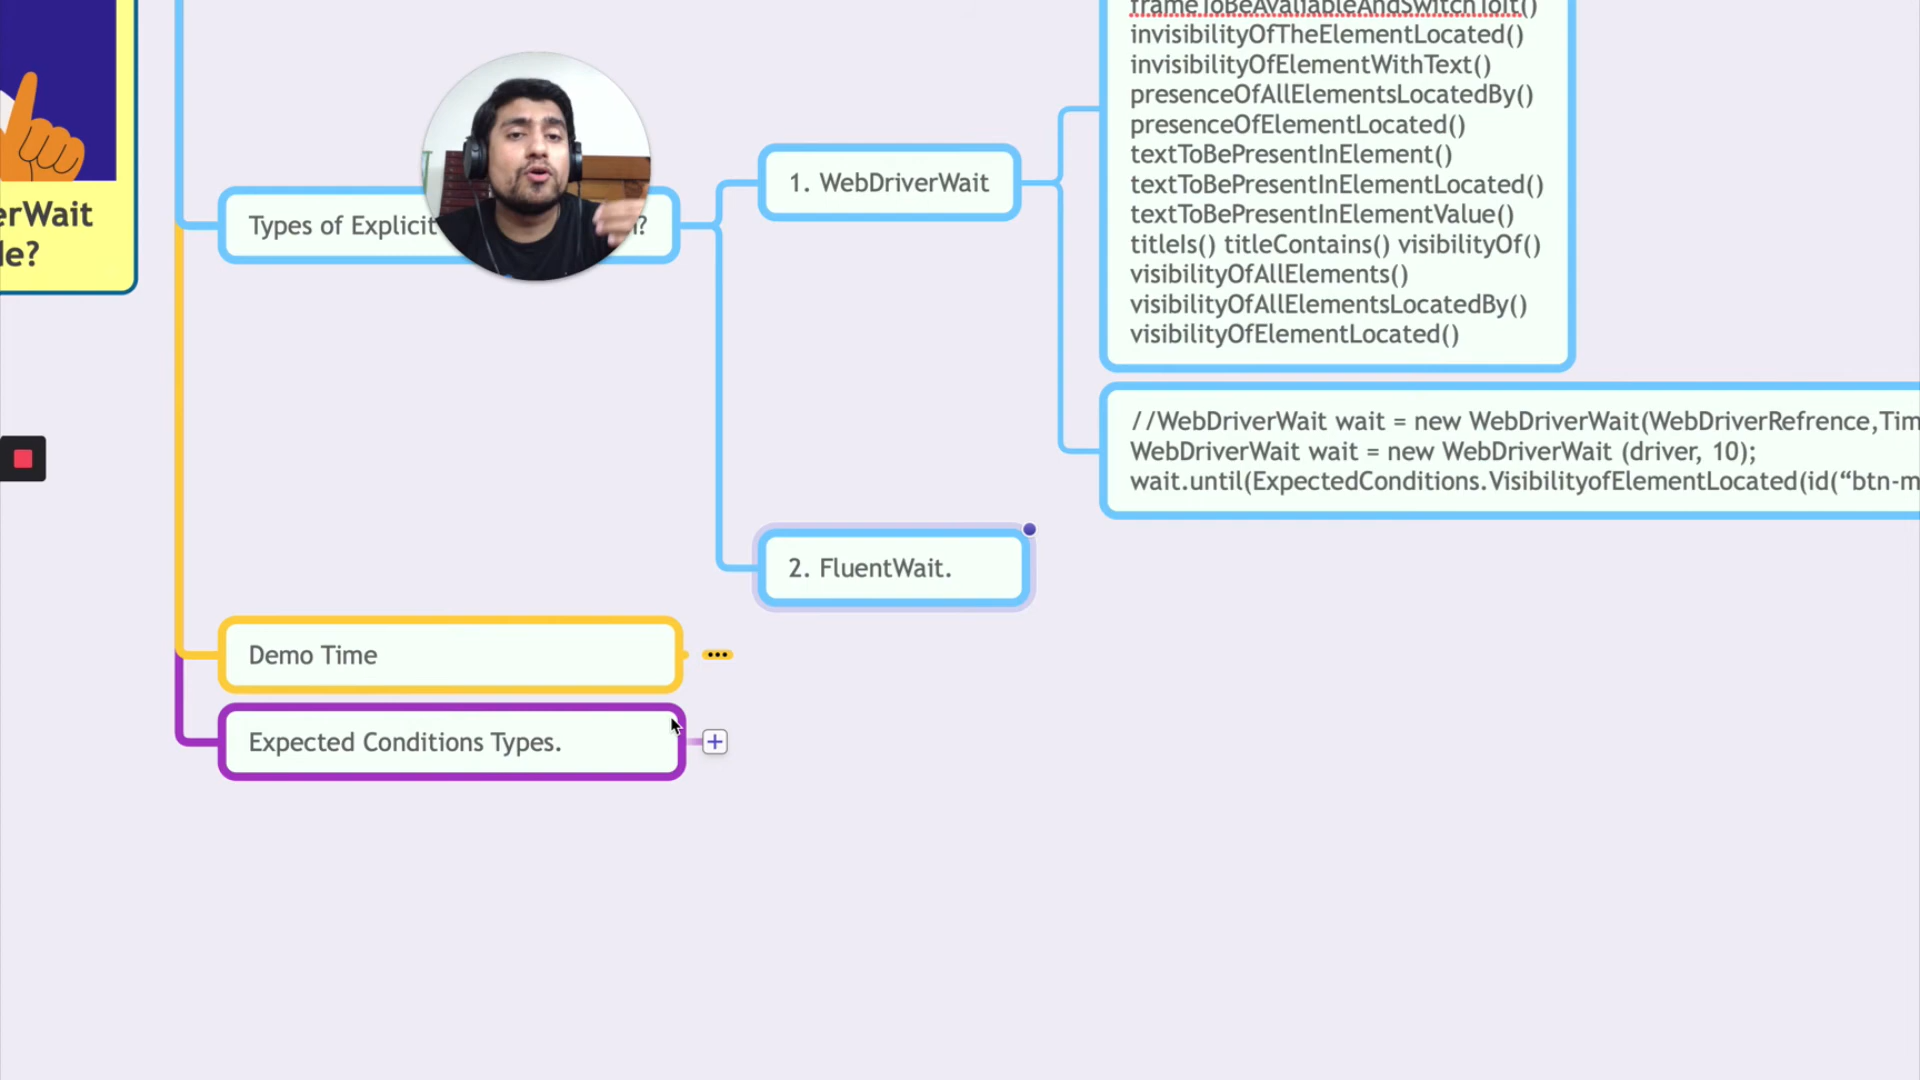 frameToBeAvaliableAndSwitchToIt()
invisibilityOfTheElementLocated()
invisibilityOfElementWithText()
presenceOfAllElementsLocatedBy()
presenceOfElementLocated()
textToBePresentInElement()
textToBePresentInElementLocated()
textToBePresentInElementValue()
titleIs() titleContains() visibilityOf()
visibilityOfAllElements()
visibilityOfAllElementsLocatedBy()
visibilityOfElementLocated()
1. WebDriverWait
erWait
le?
Types of Explicit ?
//WebDriverWait wait = new WebDriverWait(WebDriverRefrence,Tim
WebDriverWait wait = new WebDriverWait (driver, 10);
wait.until(ExpectedConditions.VisibilityofElementLocated(id(“btn-m
2. FluentWait.
Demo Time
Expected Conditions Types.